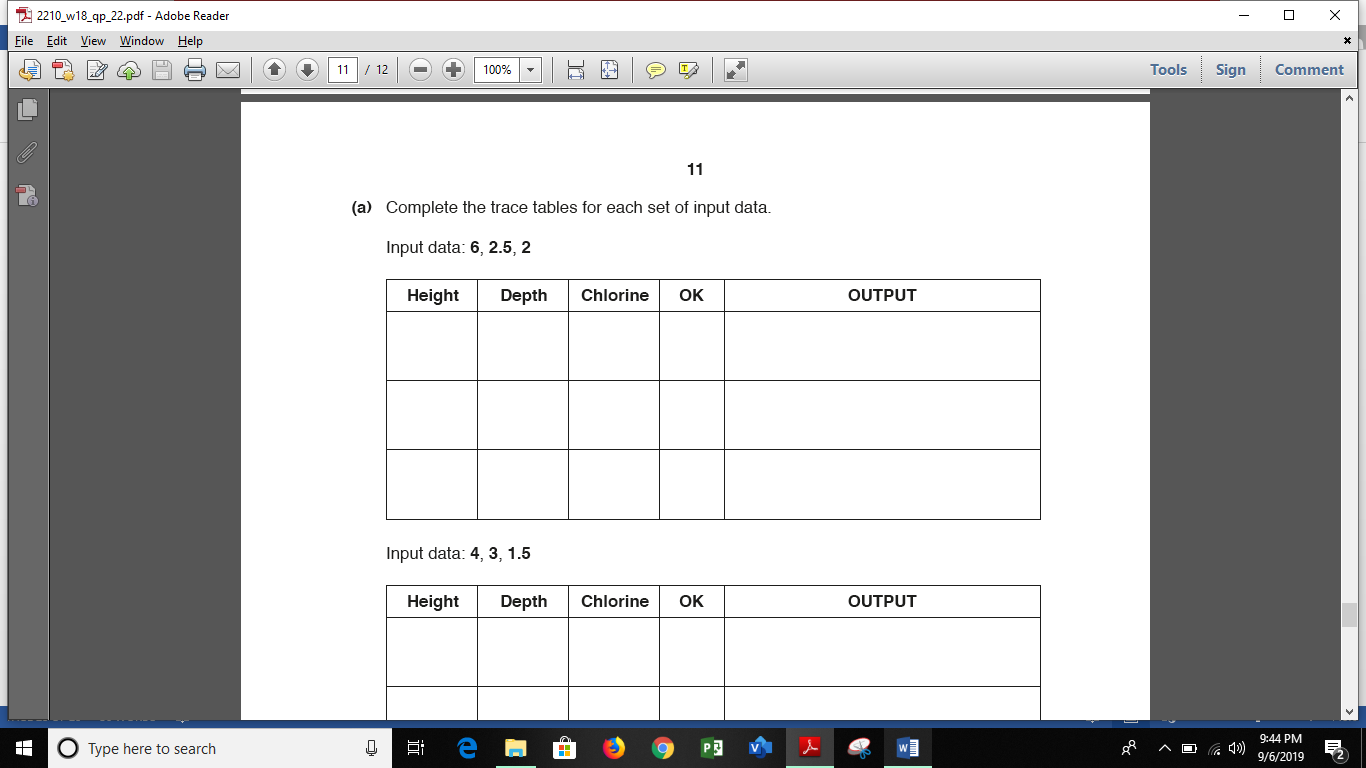 2210_w18_qp_22.pdf - Adobe Reader
File Edit View Window Help
11 / 12 100% Tools Sign Comment
11
(a) Complete the trace tables for each set of input data.
Input data: 6, 2.5, 2
Height Depth Chlorine OK OUTPUT
Input data: 4, 3, 1.5
Height Depth Chlorine OK OUTPUT
Type here to search
9:44 PM
9/6/2019
2